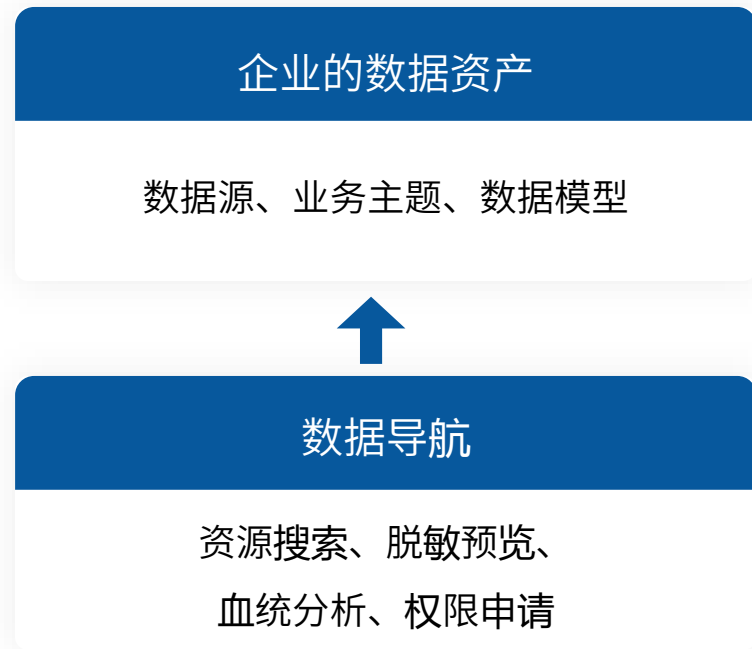 企业的数据资产
数据源、业务主题、数据模型
数据导航
资源搜索、脱敏预览、
血统分析、权限申请